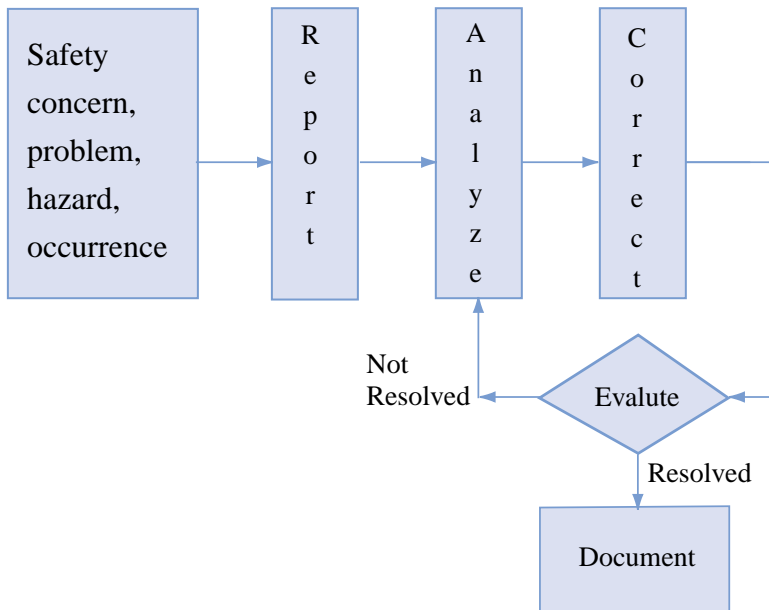 Safety
concern,
problem,
hazard,
occurrence
Report
Analyze
Correct
Not
Resolved
Evalute
Resolved
Document